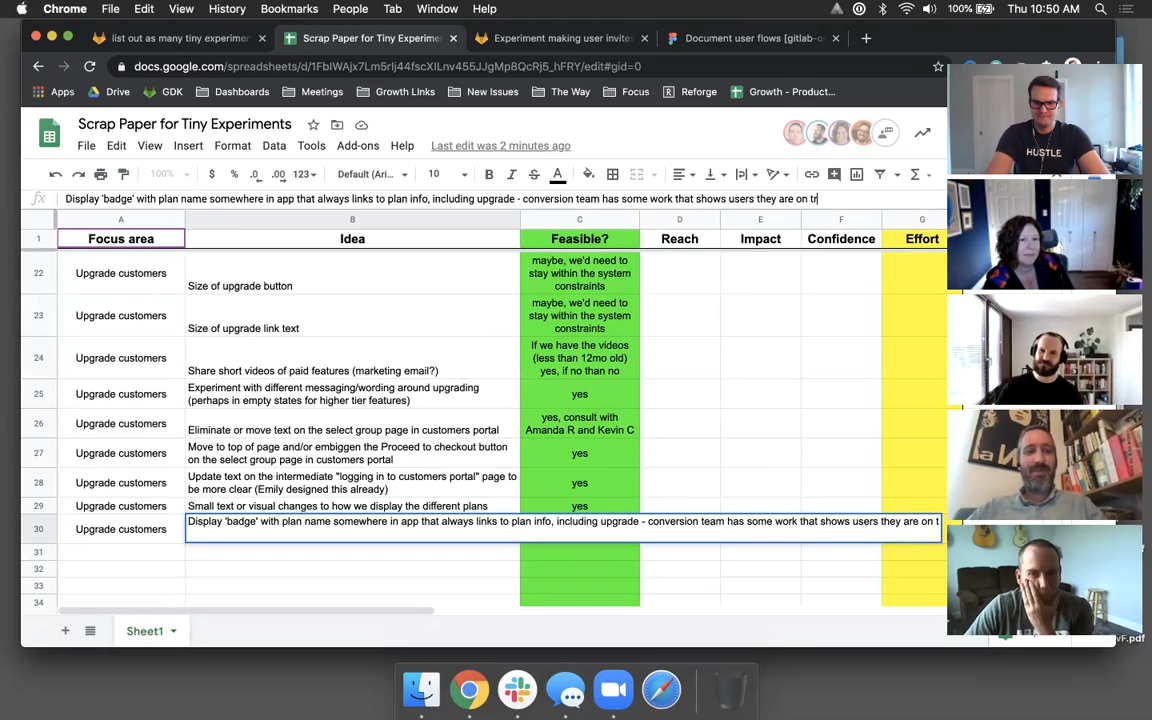 Chrome File Edit View History Bookmarks People Tab Window Help 100% Thu 10:50 AM
list out as many tiny experimen Scrap Paper for Tiny Experime Experiment making user invites Document user flows [gitlab-o
docs.google.com/spreadsheets/d/1FbIWAjx7Lm5rIj44fscXILnv455JJgMp8QcRj5_hFRY/edit#gid=0
Apps Drive GDK Dashboards Meetings Growth LInks New Issues The Way Focus Reforge Growth - Product...
Scrap Paper for Tiny Experiments
File Edit View Insert Format Data Tools Add-ons Help Last edit was 2 minutes ago
100% $ % .0 .00 123 Default (Ari... 10 B I S A
fx Display 'badge' with plan name somewhere in app that always links to plan info, including upgrade - conversion team has some work that shows users they are on tr
A B C D E F G
1 Focus area Idea Feasible? Reach Impact Confidence Effort
22 Upgrade customers Size of upgrade button
maybe, we'd need to
stay within the system
constraints
23 Upgrade customers Size of upgrade link text
maybe, we'd need to
stay within the system
constraints
24 Upgrade customers Share short videos of paid features (marketing email?)
If we have the videos
(less than 12mo old)
yes, if no than no
25 Upgrade customers
Experiment with different messaging/wording around upgrading
(perhaps in empty states for higher tier features)
yes
26 Upgrade customers Eliminate or move text on the select group page in customers portal
yes, consult with
Amanda R and Kevin C
27 Upgrade customers
Move to top of page and/or embiggen the Proceed to checkout button
on the select group page in customers portal
yes
28 Upgrade customers
Update text on the intermediate "logging in to customers portal" page to
be more clear (Emily designed this already)
yes
29 Upgrade customers Small text or visual changes to how we display the different plans yes
30 Upgrade customers Display 'badge' with plan name somewhere in app that always links to plan info, including upgrade - conversion team has some work that shows users they are on t
31
32
33
34
Sheet1
HUSTLE
vF.pdf